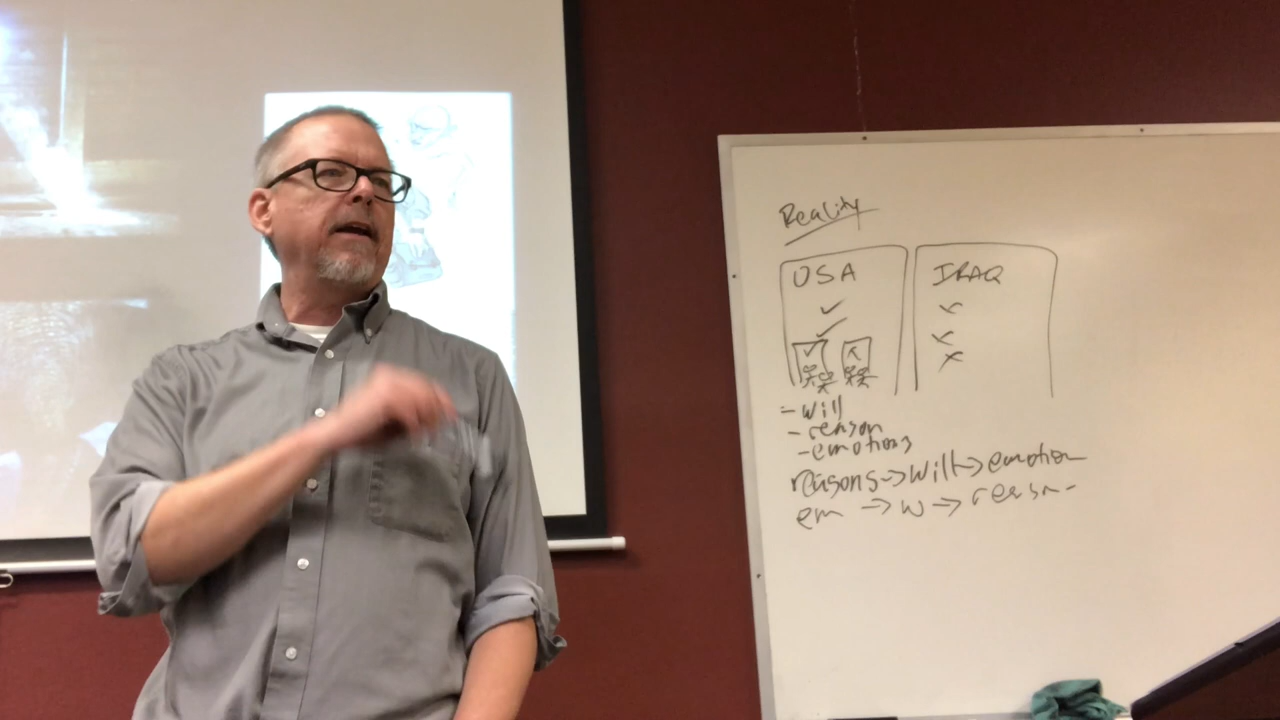 Reality
USA IRAQ
- will
- reason
- emotions
reasons → will → emotion
em → w → reason